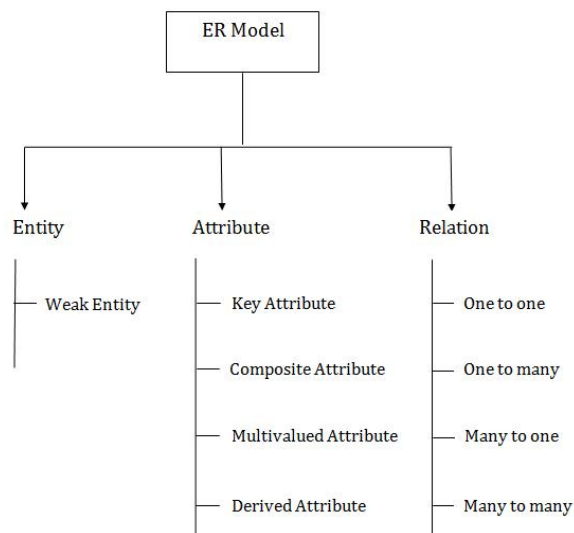 ER Model
Entity
Attribute
Relation
Weak Entity
Key Attribute
One to one
Composite Attribute
One to many
Multivalued Attribute
Many to one
Derived Attribute
Many to many